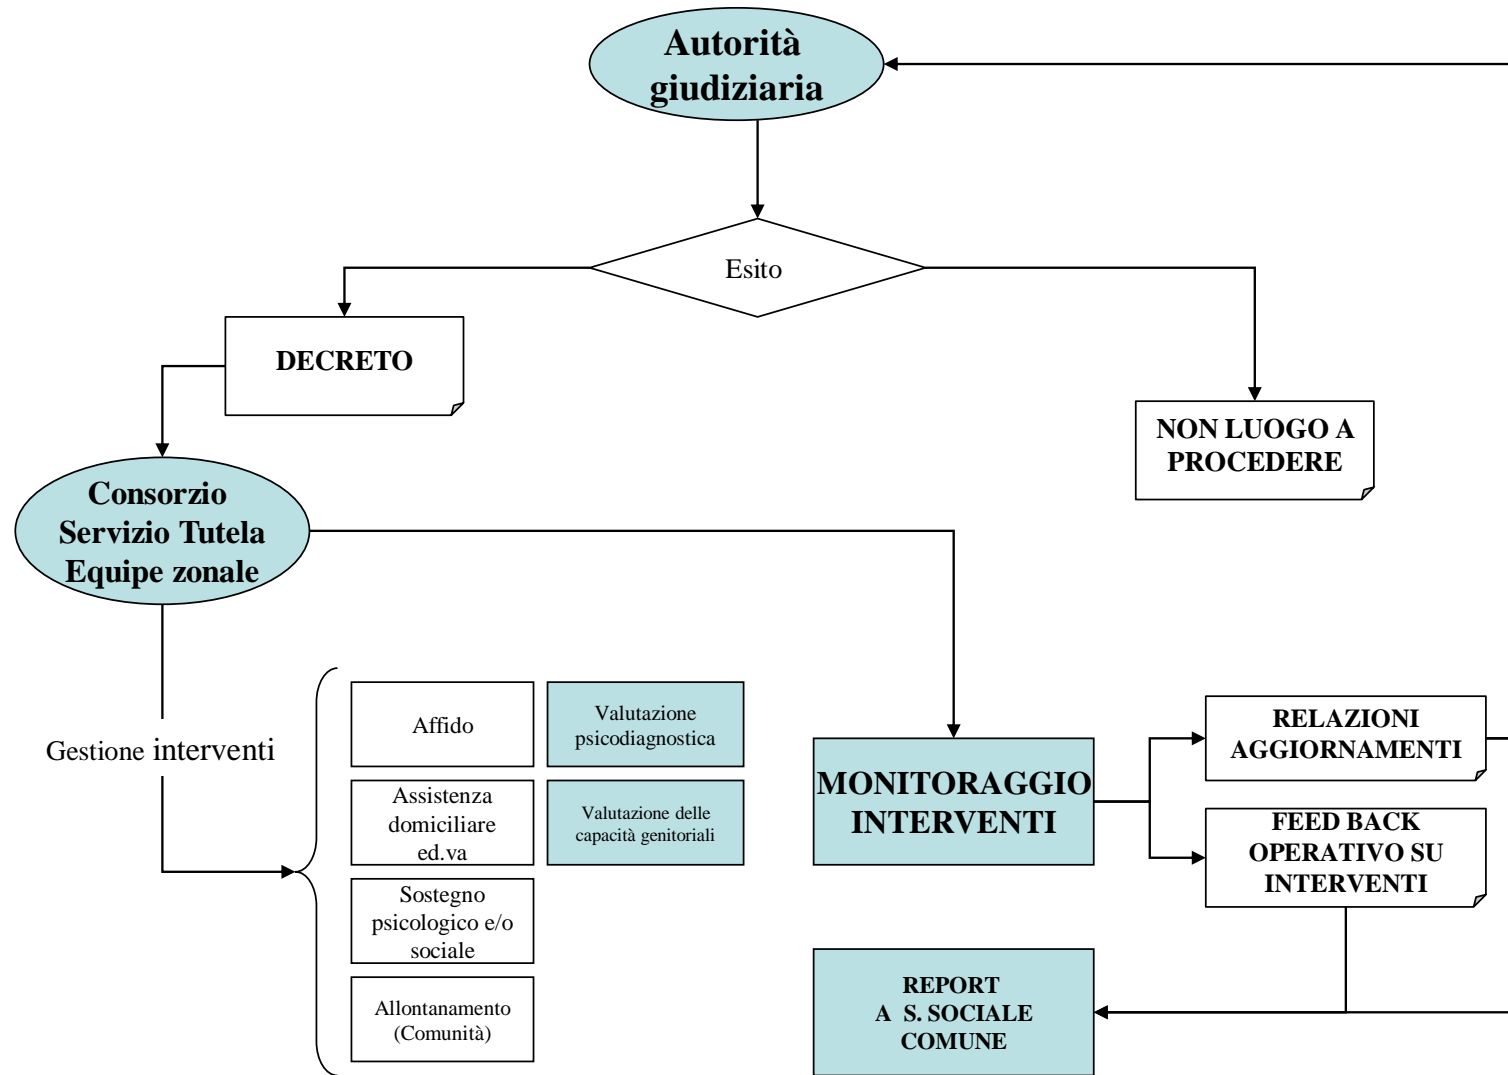 Autorità
giudiziaria
Esito
DECRETO
NON LUOGO A
PROCEDERE
Consorzio
Servizio Tutela
Equipe zonale
Gestione interventi
Affido
Valutazione
psicodiagnostica
Assistenza
domiciliare
ed.va
Valutazione delle
capacità genitoriali
Sostegno
psicologico e/o
sociale
Allontanamento
(Comunità)
MONITORAGGIO
INTERVENTI
RELAZIONI
AGGIORNAMENTI
FEED BACK
OPERATIVO SU
INTERVENTI
REPORT
A S. SOCIALE
COMUNE